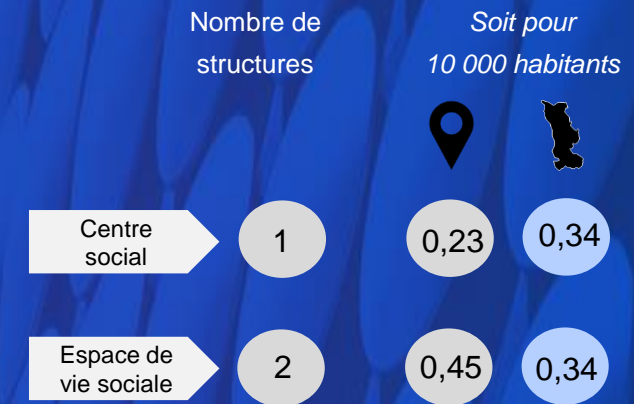 Nombre de
structures
Soit pour
10 000 habitants
Centre
social
1
0,23
0,34
Espace de
vie sociale
2
0,45
0,34